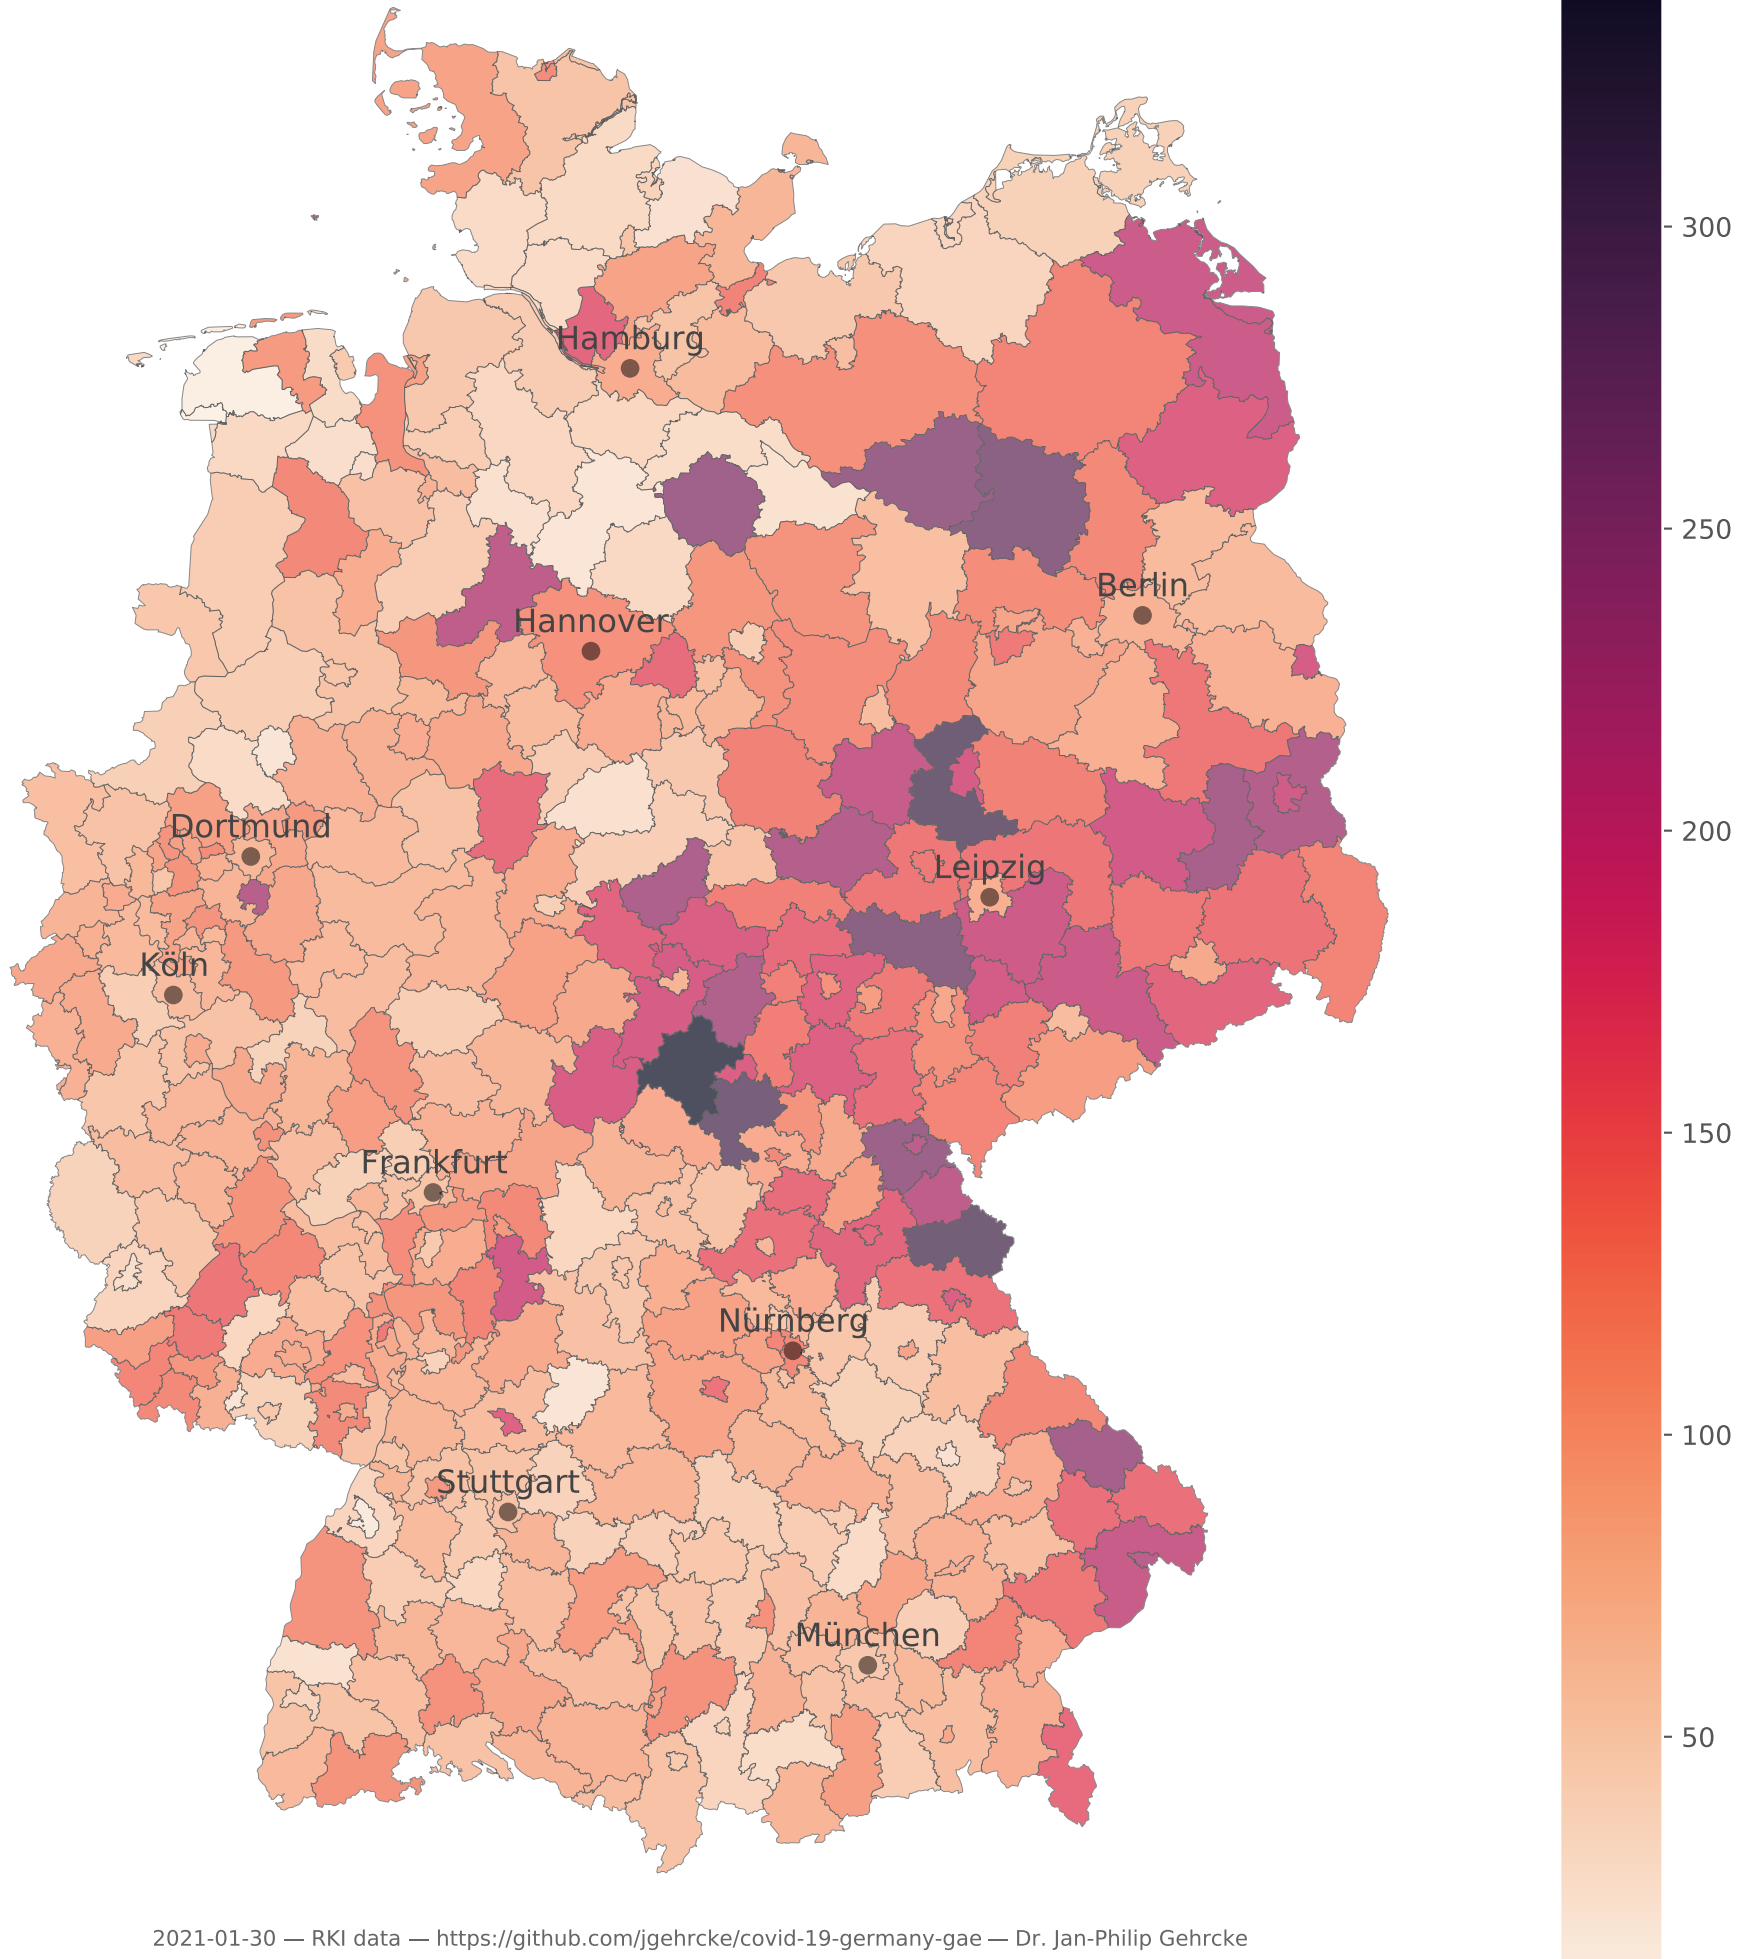 Hamburg
Berlin
Hannover
Dortmund
Leipzig
Köln
Frankfurt
Nürnberg
Stuttgart
München
300
250
200
150
100
50
2021-01-30 — RKI data — https://github.com/jgehrcke/covid-19-germany-gae — Dr. Jan-Philip Gehrcke